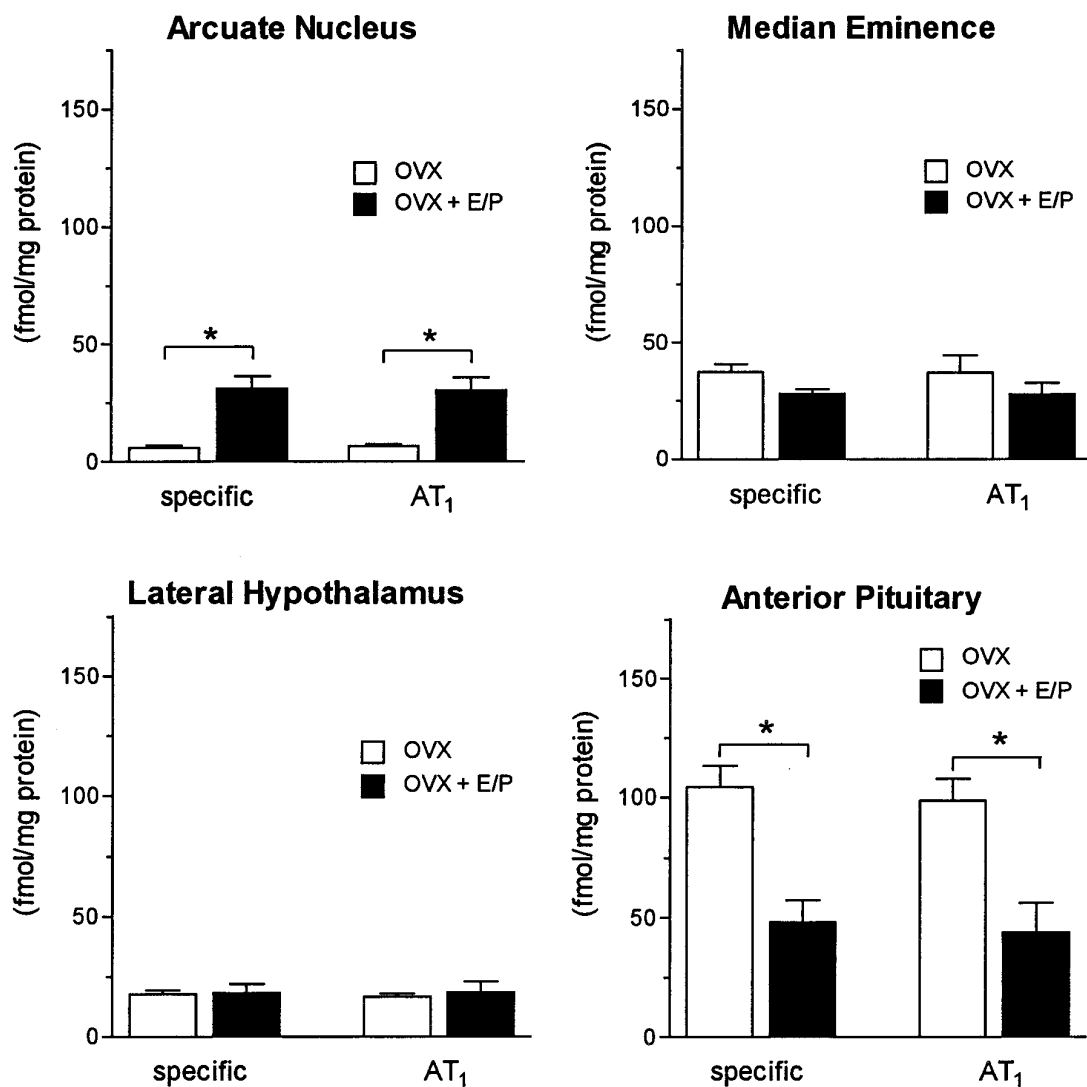 Arcuate Nucleus
(fmol/mg protein)
150
100
50
0
OVX
OVX + E/P
*
*
specific
AT₁
Median Eminence
(fmol/mg protein)
150
100
50
0
OVX
OVX + E/P
specific
AT₁
Lateral Hypothalamus
(fmol/mg protein)
150
100
50
0
OVX
OVX + E/P
specific
AT₁
Anterior Pituitary
(fmol/mg protein)
150
100
50
0
OVX
OVX + E/P
*
*
specific
AT₁